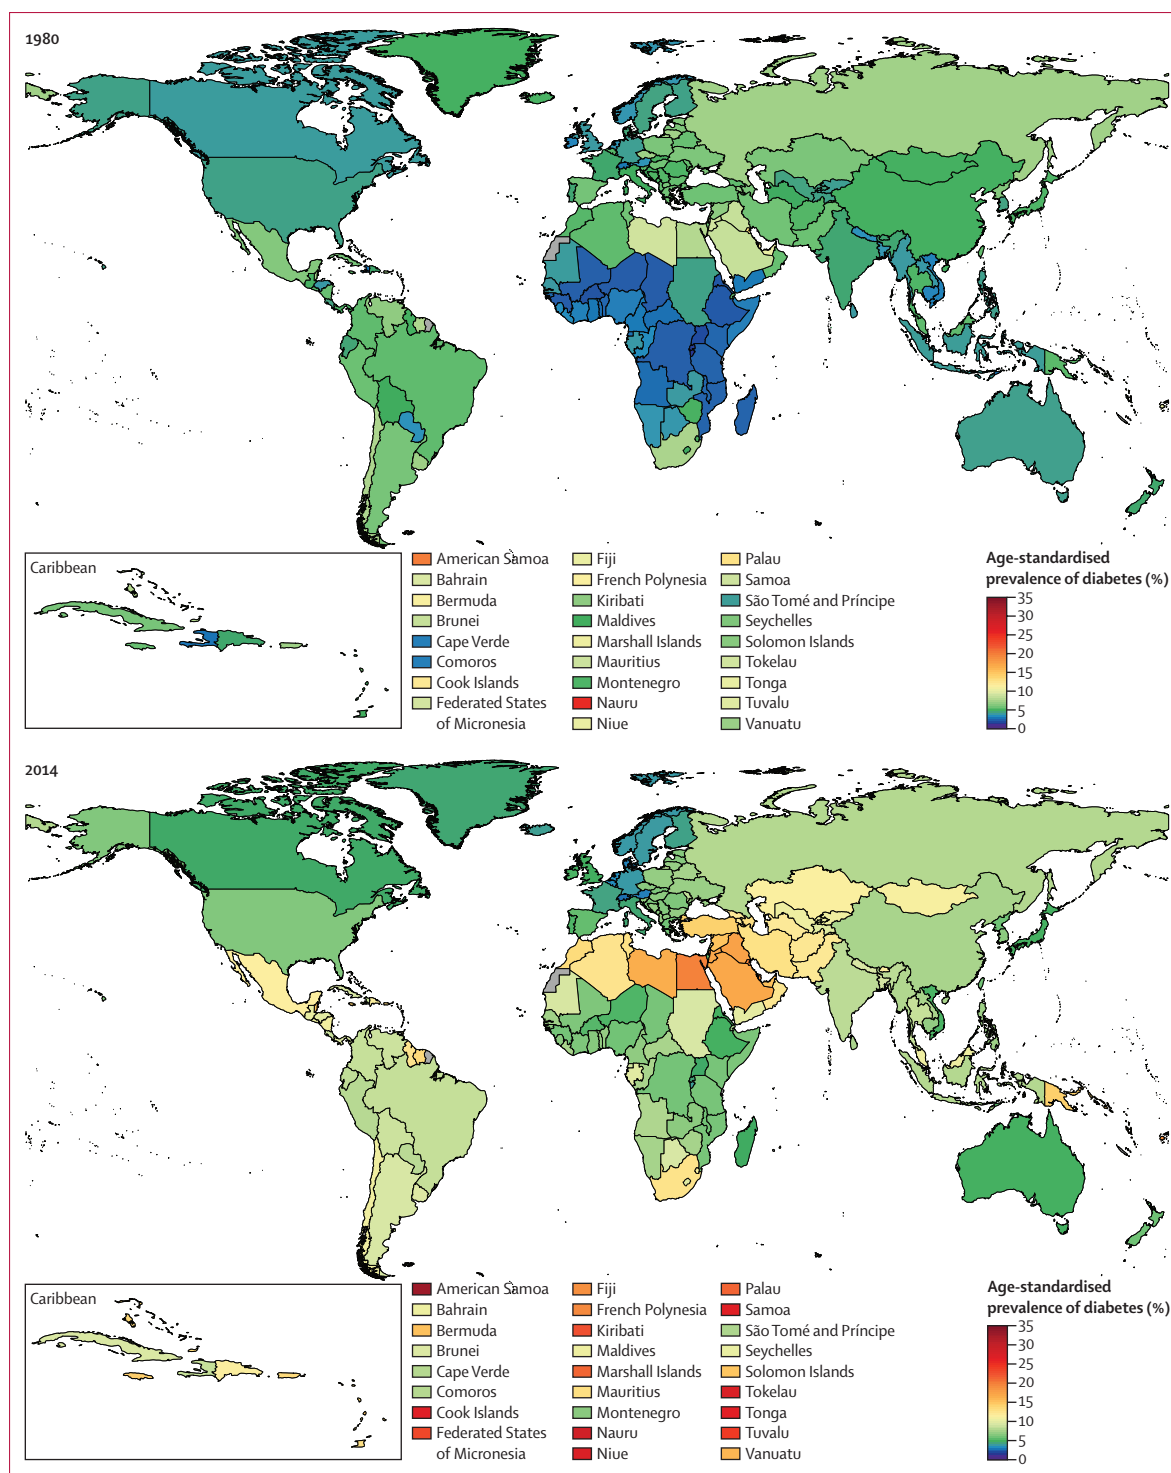 1980
Caribbean
American Samoa
Bahrain
Bermuda
Brunei
Cape Verde
Comoros
Cook Islands
Federated States
of Micronesia
Fiji
French Polynesia
Kiribati
Maldives
Marshall Islands
Mauritius
Montenegro
Nauru
Niue
Palau
Samoa
São Tomé and Príncipe
Seychelles
Solomon Islands
Tokelau
Tonga
Tuvalu
Vanuatu
Age-standardised
prevalence of diabetes (%)
35
30
25
20
15
10
5
0
2014
Caribbean
American Samoa
Bahrain
Bermuda
Brunei
Cape Verde
Comoros
Cook Islands
Federated States
of Micronesia
Fiji
French Polynesia
Kiribati
Maldives
Marshall Islands
Mauritius
Montenegro
Nauru
Niue
Palau
Samoa
São Tomé and Príncipe
Seychelles
Solomon Islands
Tokelau
Tonga
Tuvalu
Vanuatu
Age-standardised
prevalence of diabetes (%)
35
30
25
20
15
10
5
0